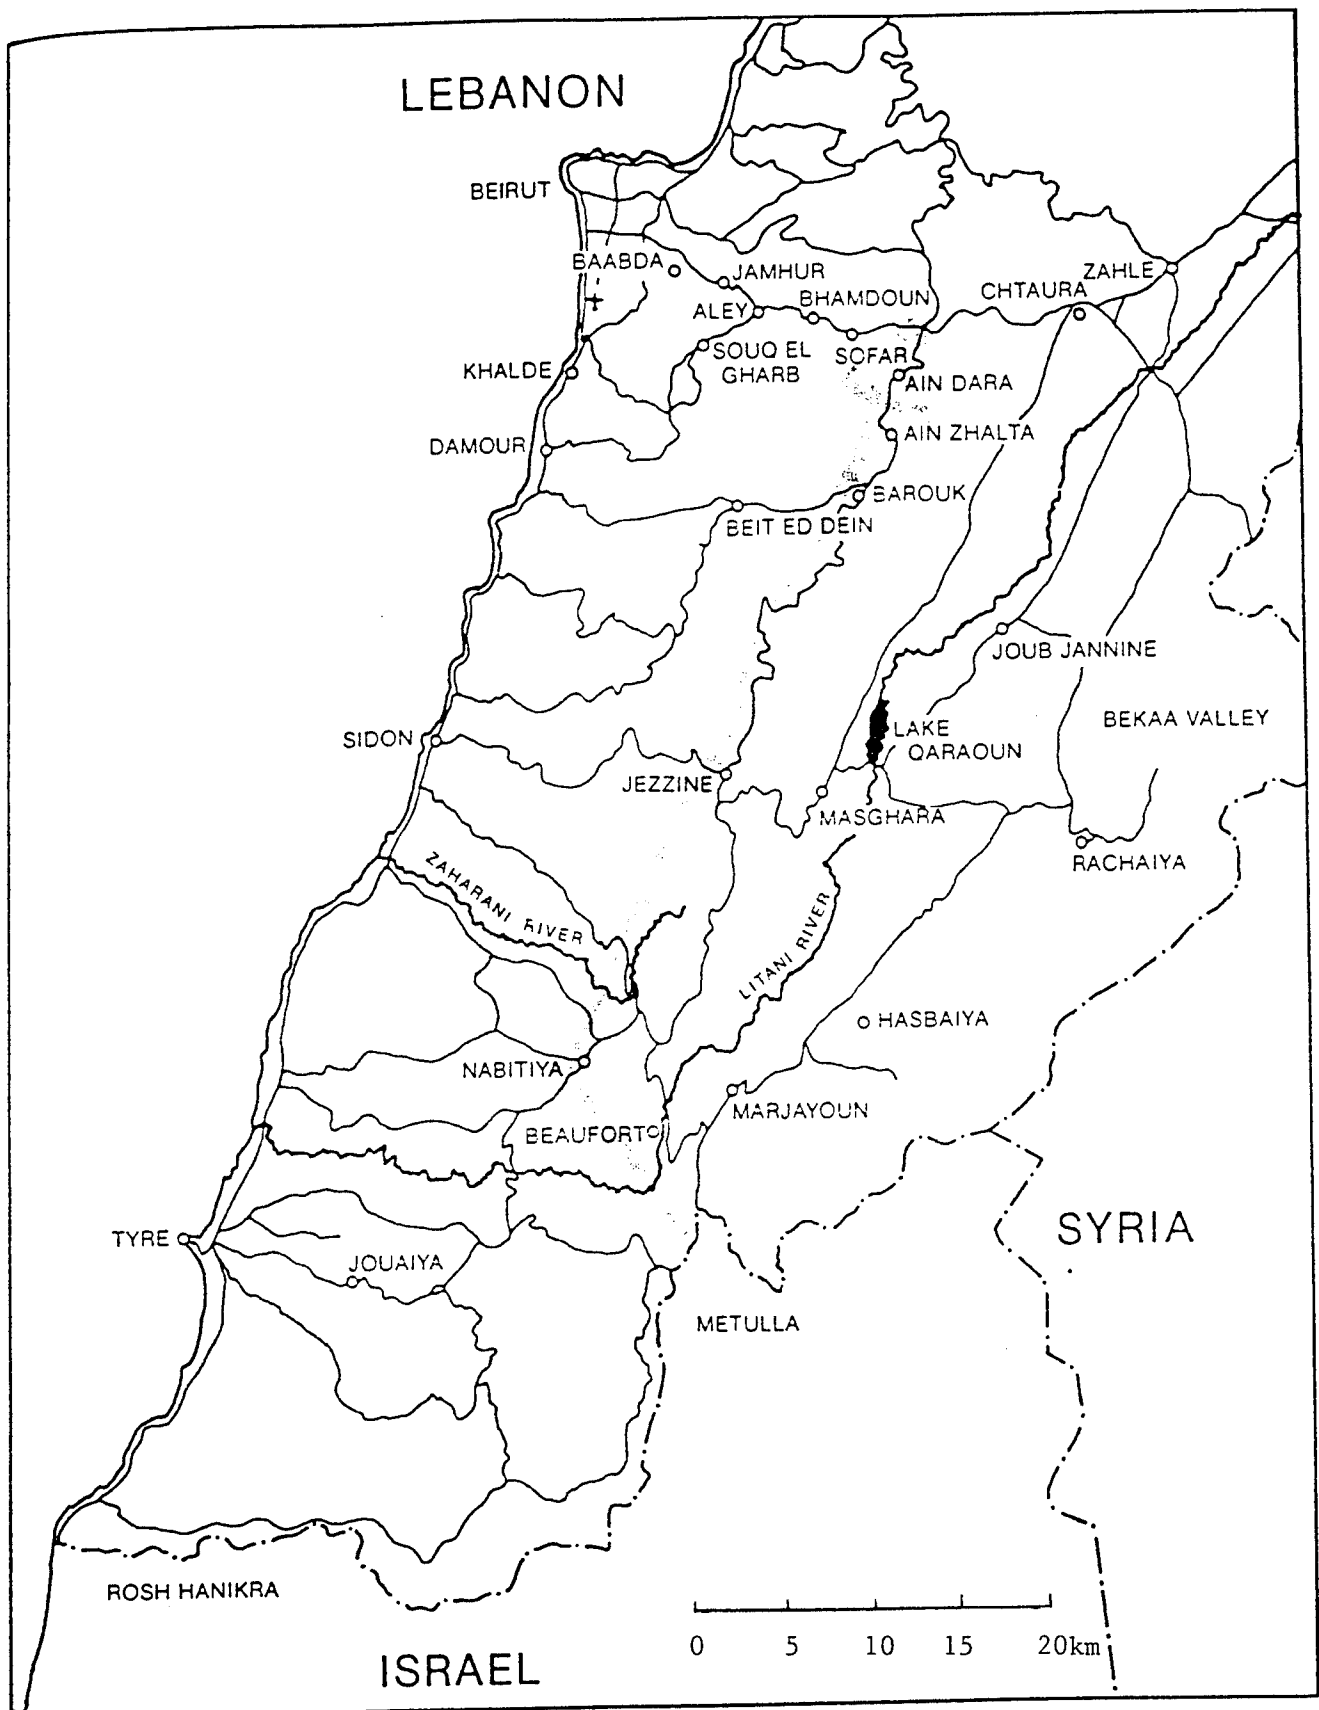 LEBANON
BEIRUT
BAABDA
JAMHUR
ZAHLE
CHTAURA
BHAMDOUN
ALEY
SOUQ EL
GHARB
SOFAR
KHALDE
AIN DARA
AIN ZHALTA
DAMOUR
BAROUK
BEIT ED DEIN
JOUB JANNINE
BEKAA VALLEY
LAKE
QARAOUN
SIDON
JEZZINE
MASGHARA
RACHAIYA
ZAHARANI RIVER
LITANI RIVER
HASBAIYA
NABITIYA
MARJAYOUN
BEAUFORT
SYRIA
TYRE
JOUAIYA
METULLA
ROSH HANIKRA
0 5 10 15 20km
ISRAEL